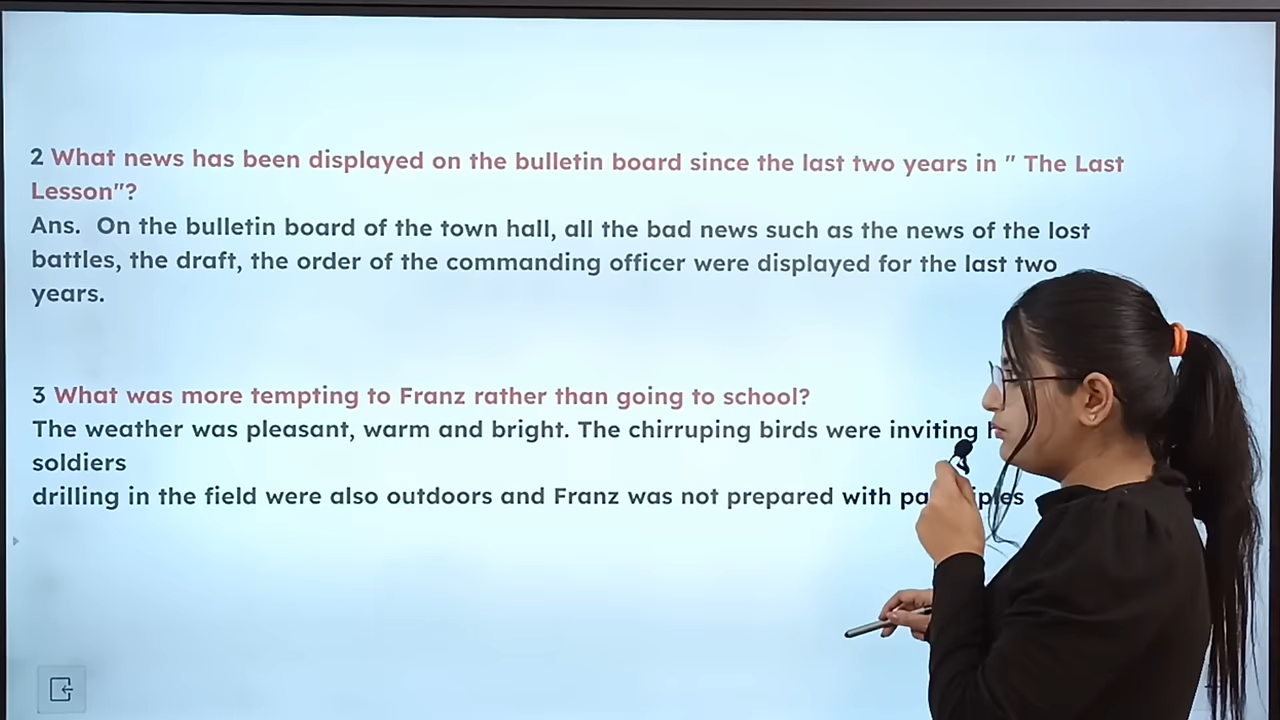 2 What news has been displayed on the bulletin board since the last two years in " The Last
Lesson"?
Ans. On the bulletin board of the town hall, all the bad news such as the news of the lost
battles, the draft, the order of the commanding officer were displayed for the last two
years.
3 What was more tempting to Franz rather than going to school?
The weather was pleasant, warm and bright. The chirruping birds were inviting
soldiers
drilling in the field were also outdoors and Franz was not prepared with